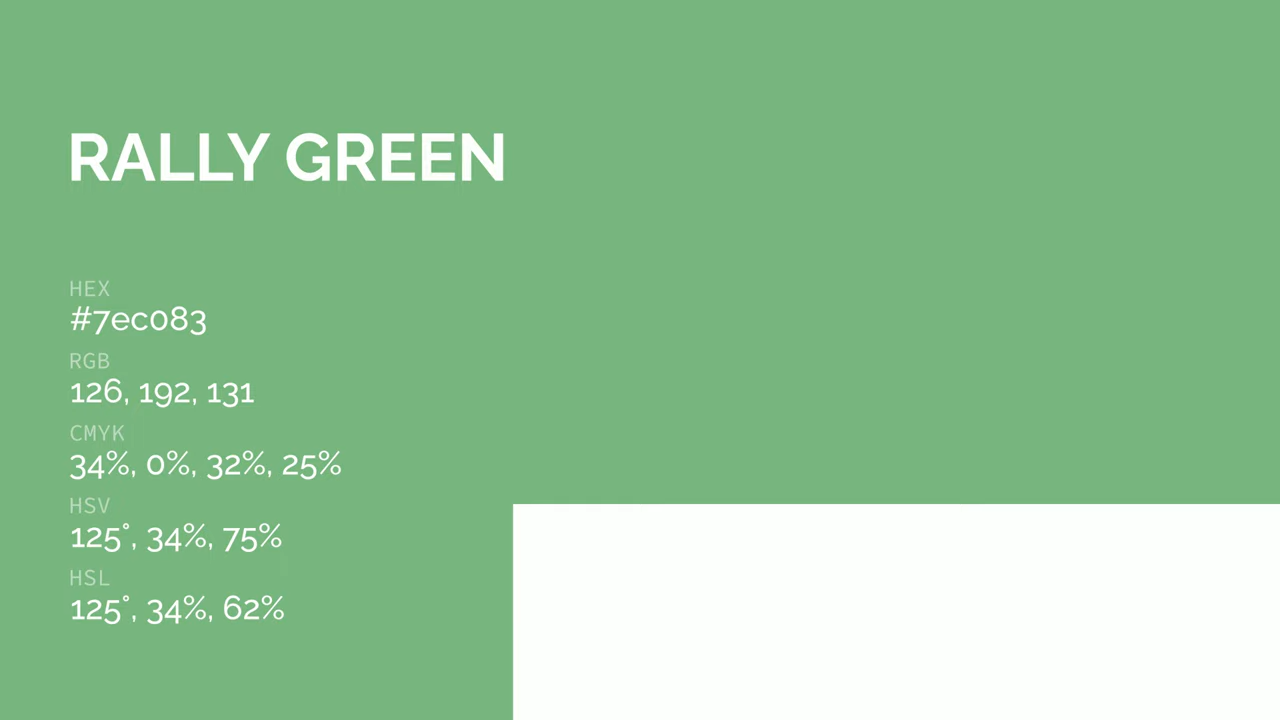 RALLY GREEN
HEX
#7ec083
RGB
126, 192, 131
CMYK
34%, 0%, 32%, 25%
HSV
125°, 34%, 75%
HSL
125°, 34%, 62%